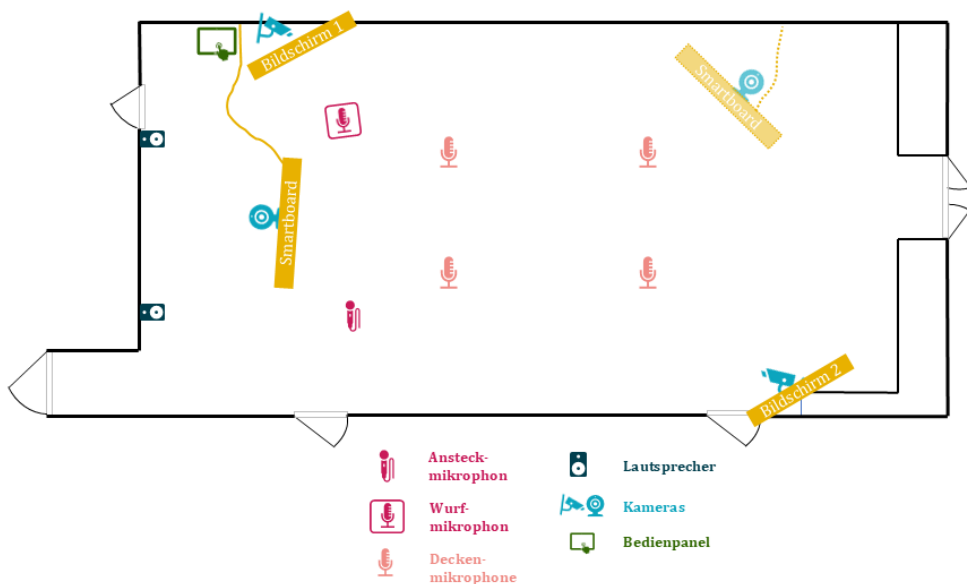 Bildschirm 1
Smartboard
Smartboard
Bildschirm 2
Ansteck-
mikrophon
Wurf-
mikrophon
Decken-
mikrophone
Lautsprecher
Kameras
Bedienpanel